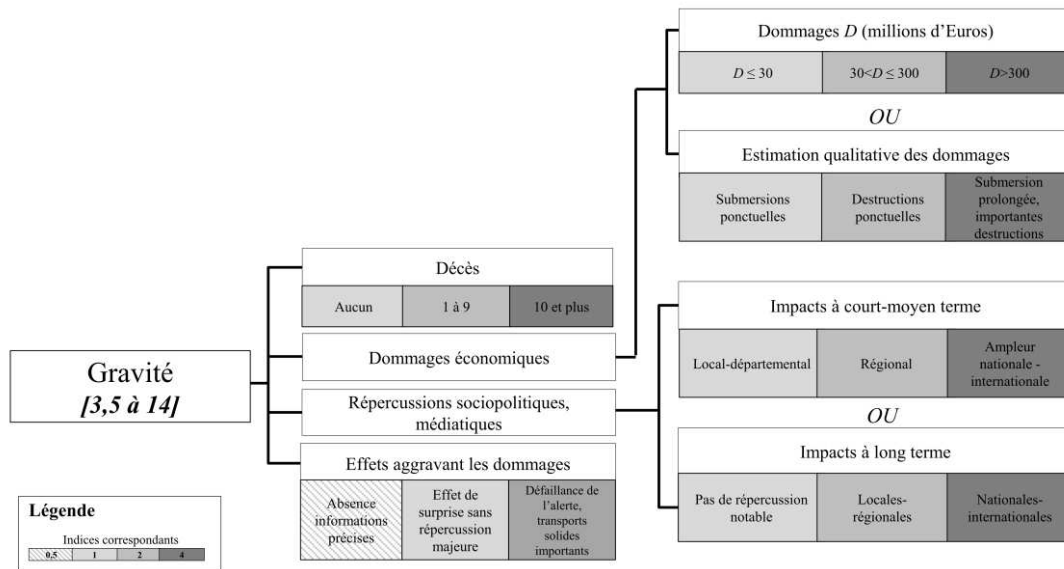 Dommages D (millions d'Euros)
D ≤ 30
30<D ≤ 300
D>300
OU
Estimation qualitative des dommages
Submersions
ponctuelles
Destructions
ponctuelles
Submersion
prolongée,
importantes
destructions
Décès
Aucun
1 à 9
10 et plus
Dommages économiques
Gravité
[3,5 à 14]
Répercussions sociopolitiques,
médiatiques
Impacts à court-moyen terme
Local-départemental
Régional
Ampleur
nationale -
internationale
OU
Impacts à long terme
Pas de répercussion
notable
Locales-
régionales
Nationales-
internationales
Effets aggravant les dommages
Absence
informations
précises
Effet de
surprise sans
répercussion
majeure
Défaillance de
l'alerte,
transports
solides
importants
Légende
Indices correspondants
0,5
1
2
4